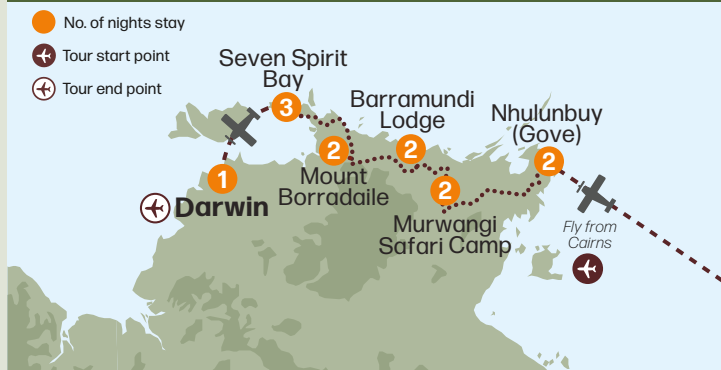 No. of nights stay
Tour start point
Tour end point
Seven Spirit
Bay
3
Barramundi
Lodge
2
Nhulunbuy
(Gove)
2
2
Mount
Borradaile
1
Darwin
2
Murwangi
Safari Camp
Fly from
Cairns